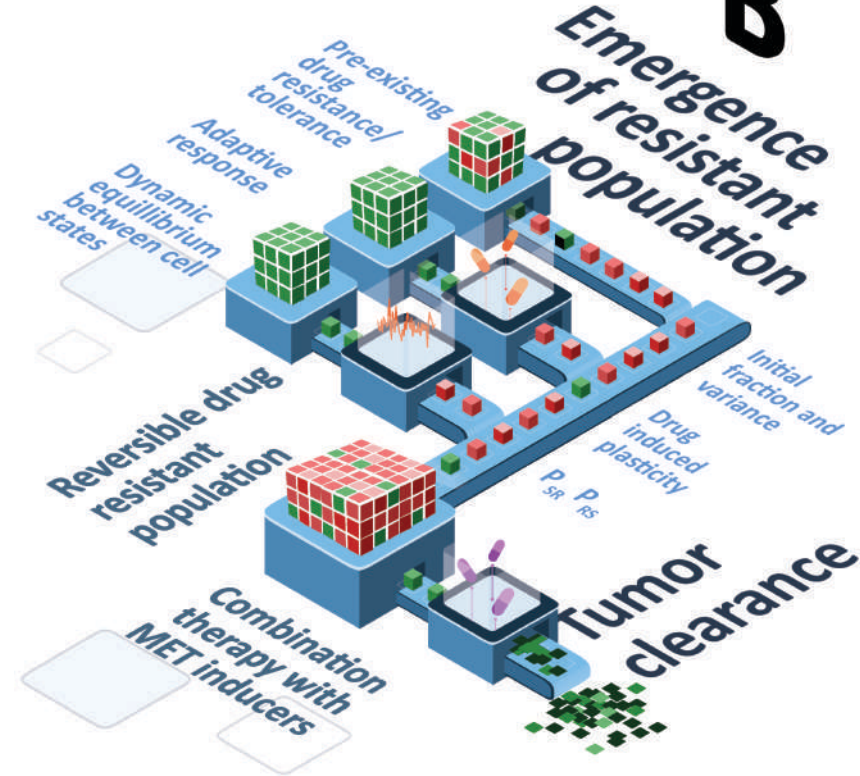 B
Emergence
of resistant
population
Pre-existing
drug
resistance/
tolerance
Adaptive
response
Dynamic
equillibrium
between cell
states
Initial
fraction and
variance
Drug
induced
plasticity
P SR P RS
Reversible drug
resistant
population
Combination
therapy with
MET inducers
Tumor
clearance